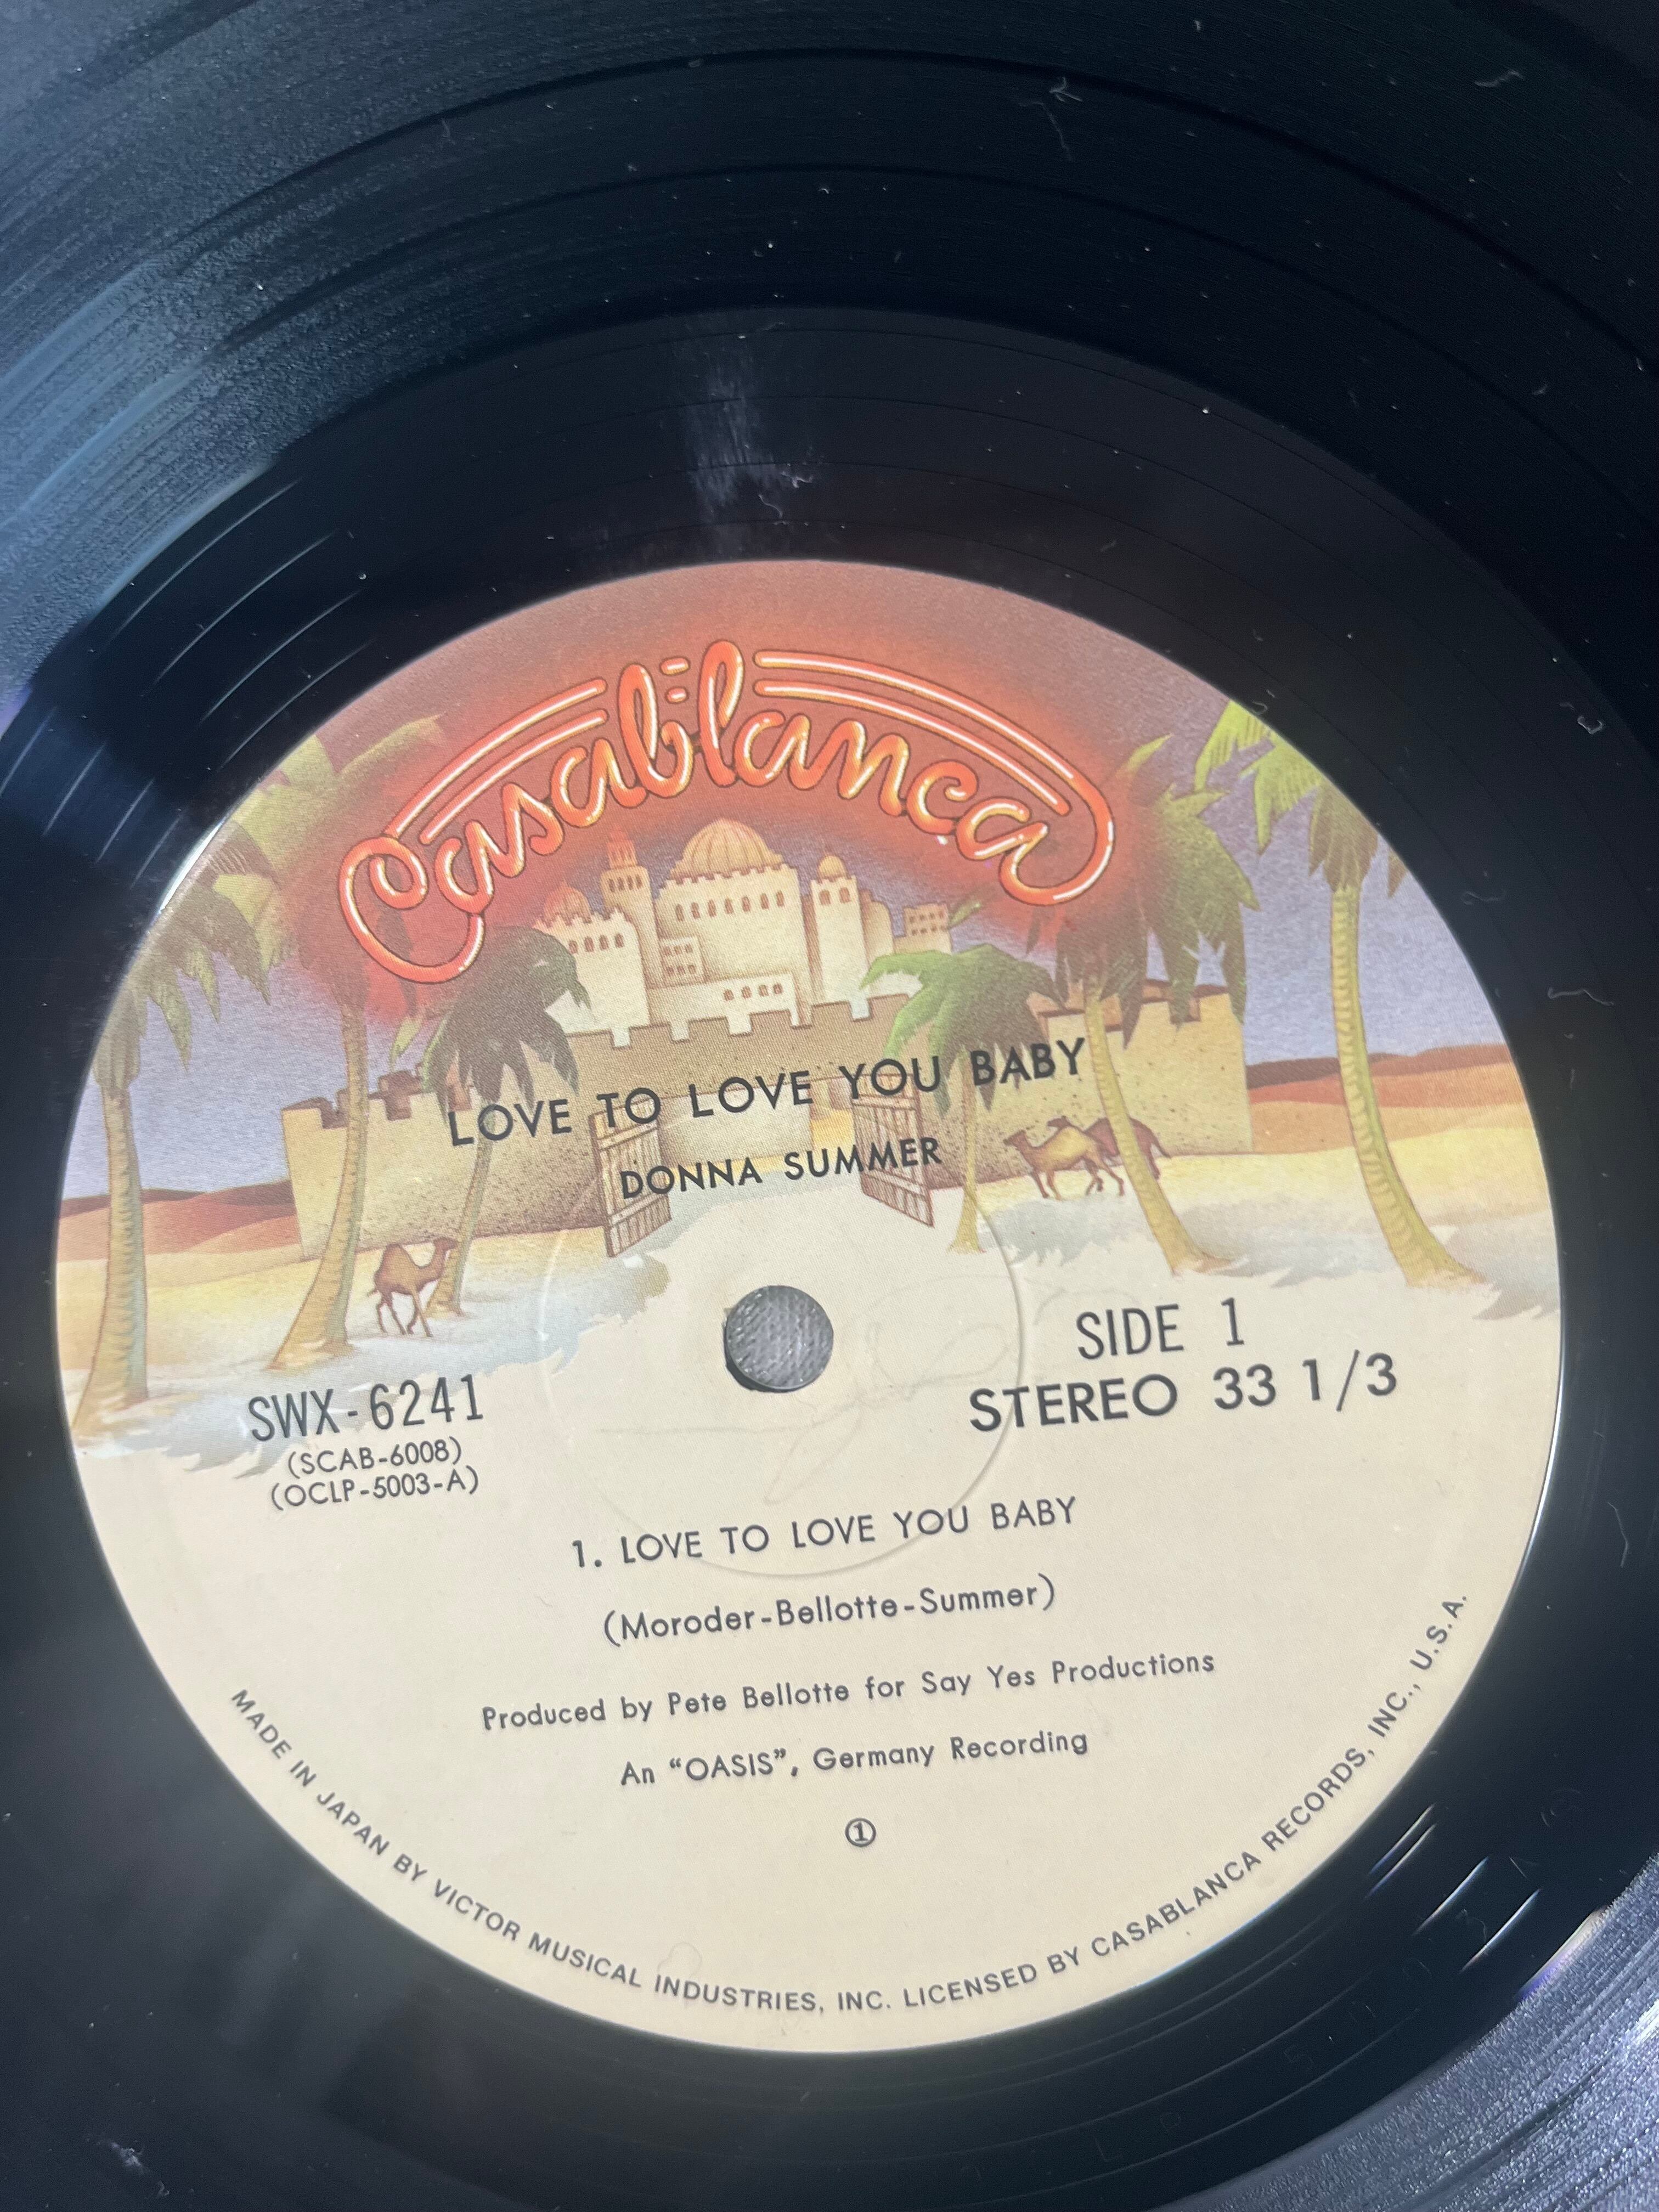 Casablanca
LOVE TO LOVE YOU BABY
DONNA SUMMER
SIDE 1
STEREO 33 1/3
SWX-6241
(SCAB-6008)
(OCLP-5003-A)
1. LOVE TO LOVE YOU BABY
(Moroder-Bellotte-Summer)
Produced by Pete Bellotte for Say Yes Productions
An “OASIS”, Germany Recording
①
MADE IN JAPAN BY VICTOR MUSICAL INDUSTRIES, INC. LICENSED BY CASABLANCA RECORDS, INC., U.S.A.